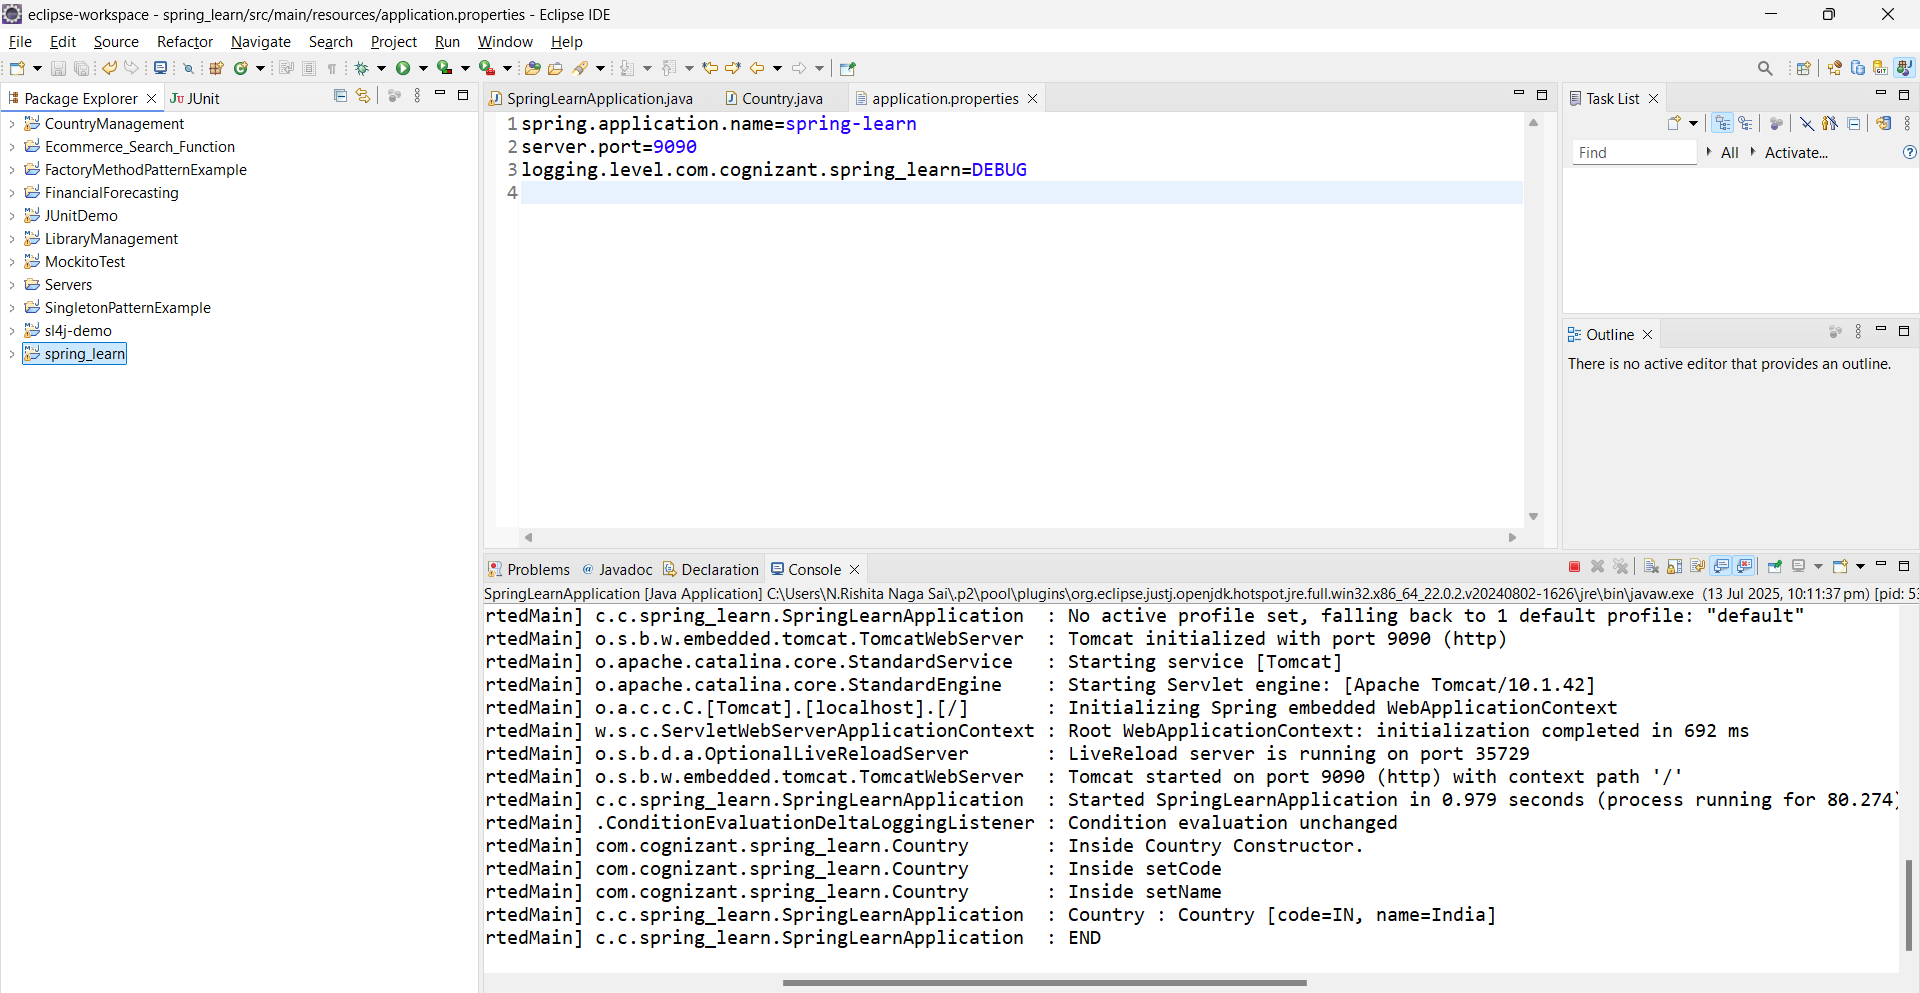 eclipse-workspace - spring_learn/src/main/resources/application.properties - Eclipse IDE
File Edit Source Refactor Navigate Search Project Run Window Help
Package Explorer
JUnit
CountryManagement
Ecommerce_Search_Function
FactoryMethodPatternExample
FinancialForecasting
JUnitDemo
LibraryManagement
MockitoTest
Servers
SingletonPatternExample
sl4j-demo
spring_learn
SpringLearnApplication.java
Country.java
application.properties
1 spring.application.name=spring-learn
2 server.port=9090
3 logging.level.com.cognizant.spring_learn=DEBUG
4
Task List
Find
All
Activate...
Outline
There is no active editor that provides an outline.
Problems
@ Javadoc
Declaration
Console
SpringLearnApplication [Java Application] C:\Users\N.Rishita Naga Sai\.p2\pool\plugins\org.eclipse.justj.openjdk.hotspot.jre.full.win32.x86_64_22.0.2.v20240802-1626\jre\bin\javaw.exe (13 Jul 2025, 10:11:37 pm) [pid: 53
rtedMain] c.c.spring_learn.SpringLearnApplication : No active profile set, falling back to 1 default profile: "default"
rtedMain] o.s.b.w.embedded.tomcat.TomcatWebServer : Tomcat initialized with port 9090 (http)
rtedMain] o.apache.catalina.core.StandardService : Starting service [Tomcat]
rtedMain] o.apache.catalina.core.StandardEngine : Starting Servlet engine: [Apache Tomcat/10.1.42]
rtedMain] o.a.c.c.C.[Tomcat].[localhost].[/] : Initializing Spring embedded WebApplicationContext
rtedMain] w.s.c.ServletWebServerApplicationContext : Root WebApplicationContext: initialization completed in 692 ms
rtedMain] o.s.b.d.a.OptionalLiveReloadServer : LiveReload server is running on port 35729
rtedMain] o.s.b.w.embedded.tomcat.TomcatWebServer : Tomcat started on port 9090 (http) with context path '/'
rtedMain] c.c.spring_learn.SpringLearnApplication : Started SpringLearnApplication in 0.979 seconds (process running for 80.274)
rtedMain] .ConditionEvaluationDeltaLoggingListener : Condition evaluation unchanged
rtedMain] com.cognizant.spring_learn.Country : Inside Country Constructor.
rtedMain] com.cognizant.spring_learn.Country : Inside setCode
rtedMain] com.cognizant.spring_learn.Country : Inside setName
rtedMain] c.c.spring_learn.SpringLearnApplication : Country : Country [code=IN, name=India]
rtedMain] c.c.spring_learn.SpringLearnApplication : END